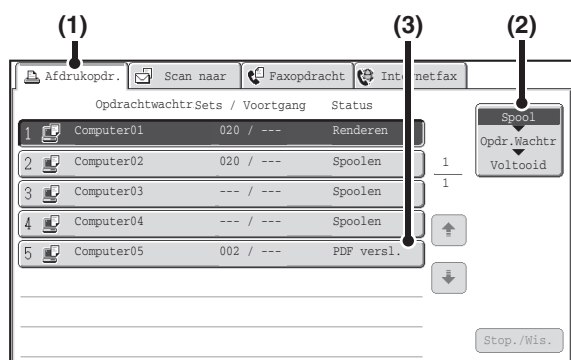 (1) (3) (2)
Afdrukopdr. Scan naar Faxopdracht Internetfax
Opdrachtwachtr Sets / Voortgang Status
1 Computer01 020 / --- Renderen
2 Computer02 020 / --- Spoolen
3 Computer03 --- / --- Spoolen
4 Computer04 --- / --- Spoolen
5 Computer05 002 / --- PDF versl.
1
1
Spool
Opdr.Wachtr
Voltooid
Stop./Wis.